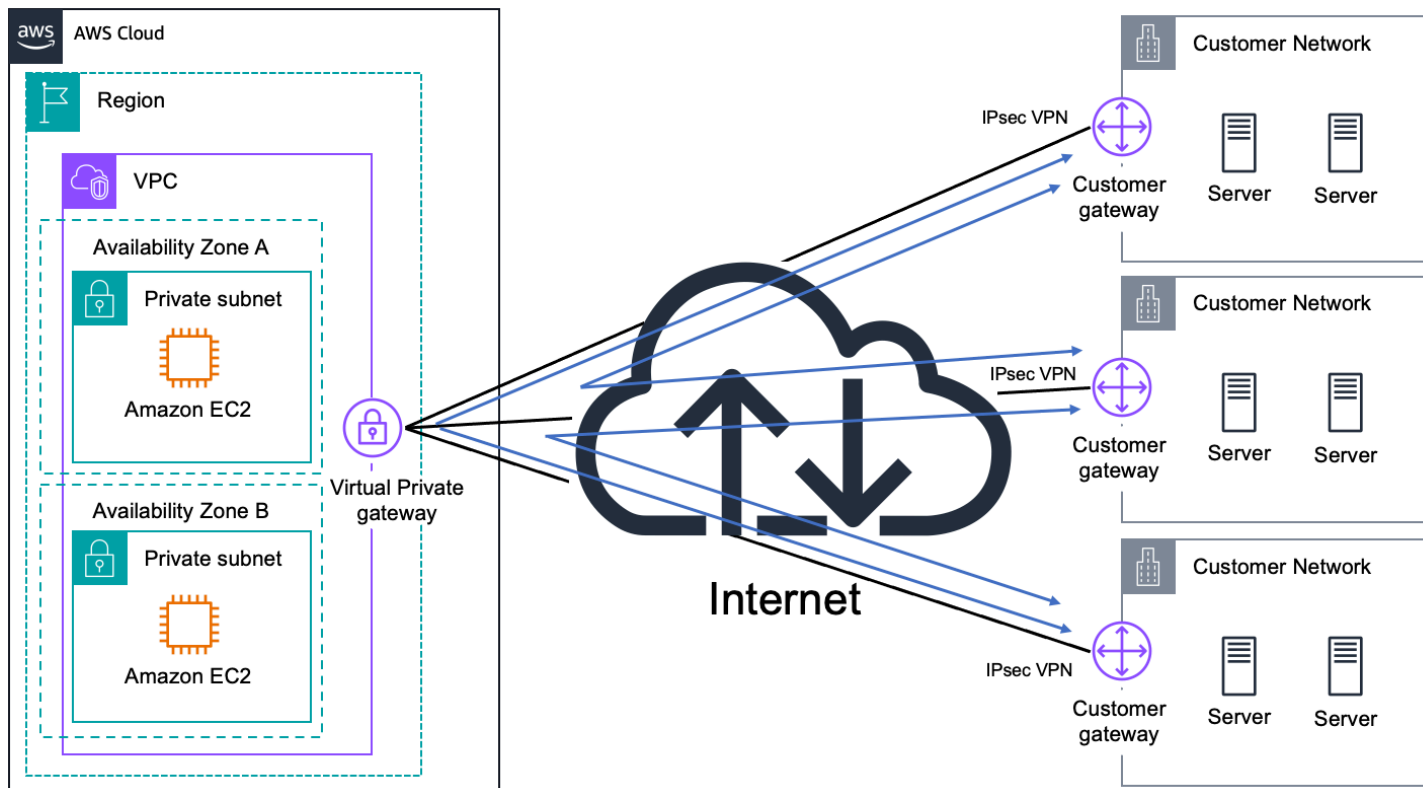 aws
AWS Cloud
Region
VPC
Availability Zone A
Private subnet
Amazon EC2
Availability Zone B
Private subnet
Amazon EC2
Virtual Private
gateway
Internet
IPsec VPN
Customer Network
Customer
gateway
Server
Server
IPsec VPN
Customer Network
Customer
gateway
Server
Server
IPsec VPN
Customer Network
Customer
gateway
Server
Server